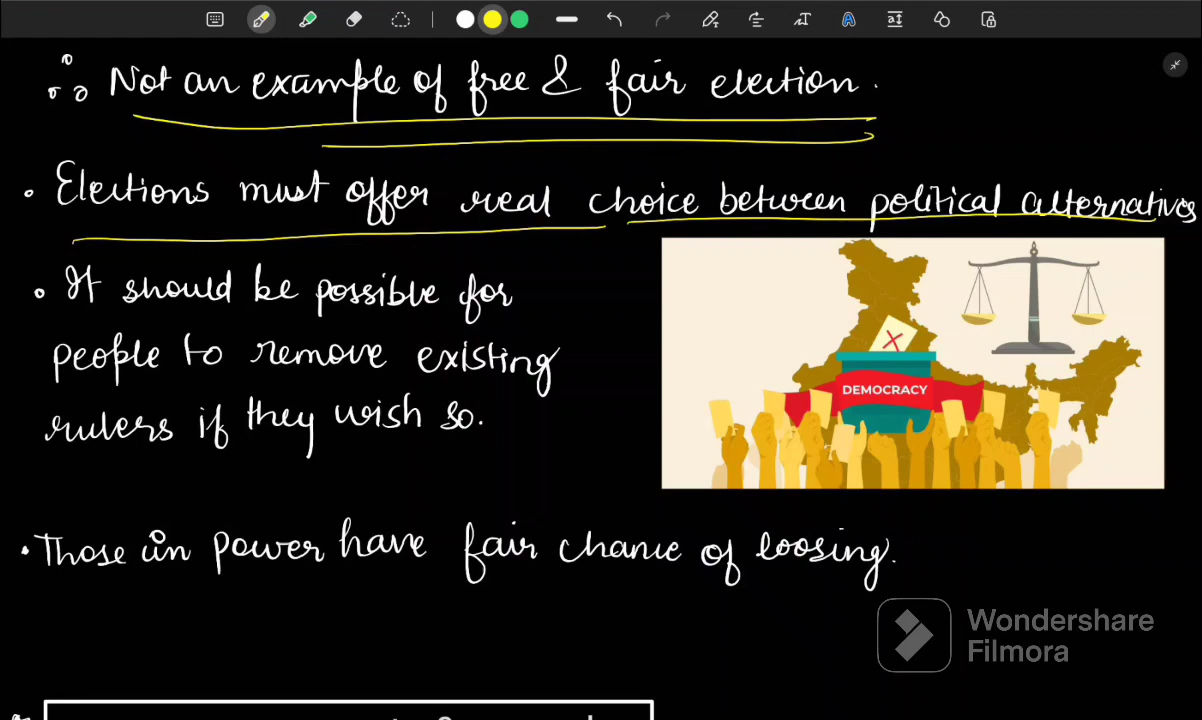 ∴ Not an example of free & fair election.
• Elections must offer real choice between political alternatives
• It should be possible for
people to remove existing
rulers if they wish so.
DEMOCRACY
• Those in power have fair chance of loosing.
Wondershare
Filmora